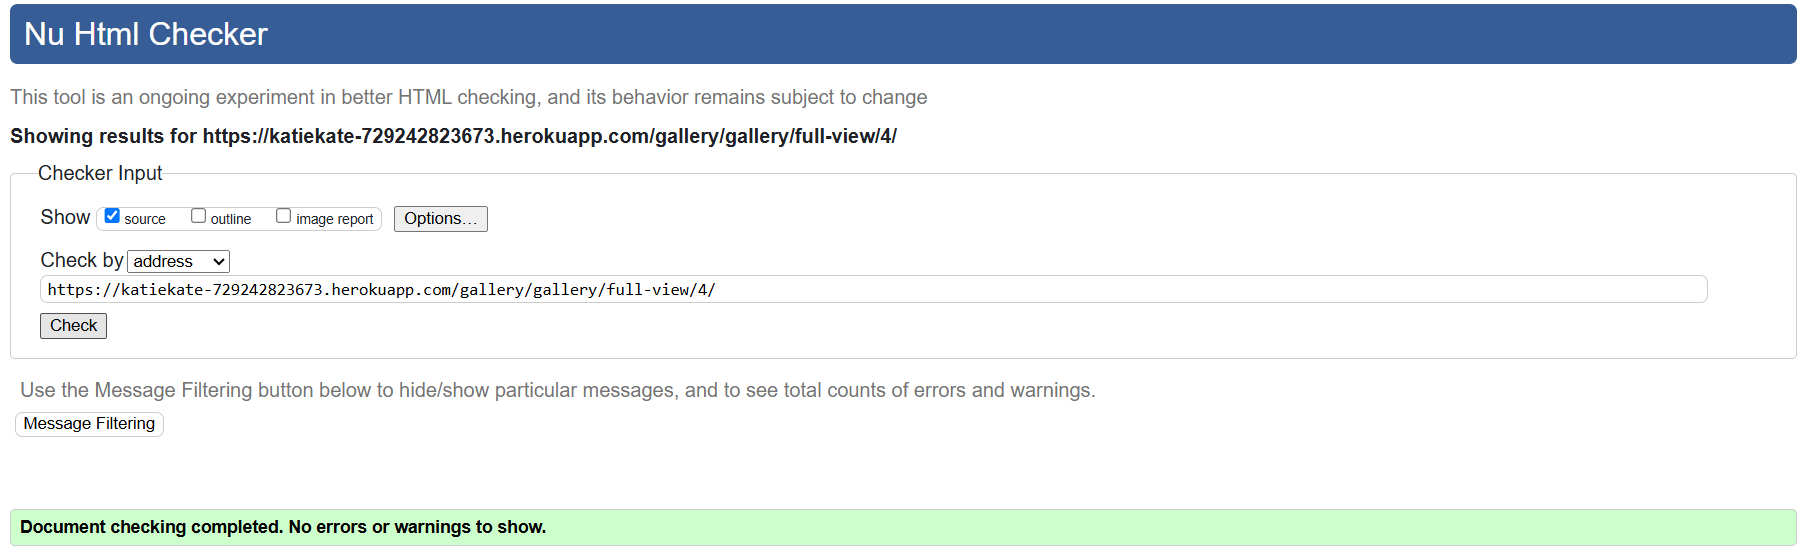 Nu Html Checker
This tool is an ongoing experiment in better HTML checking, and its behavior remains subject to change
Showing results for https://katiekate-729242823673.herokuapp.com/gallery/gallery/full-view/4/
Checker Input
Show source outline image report Options...
Check by address
https://katiekate-729242823673.herokuapp.com/gallery/gallery/full-view/4/
Check
Use the Message Filtering button below to hide/show particular messages, and to see total counts of errors and warnings.
Message Filtering
Document checking completed. No errors or warnings to show.